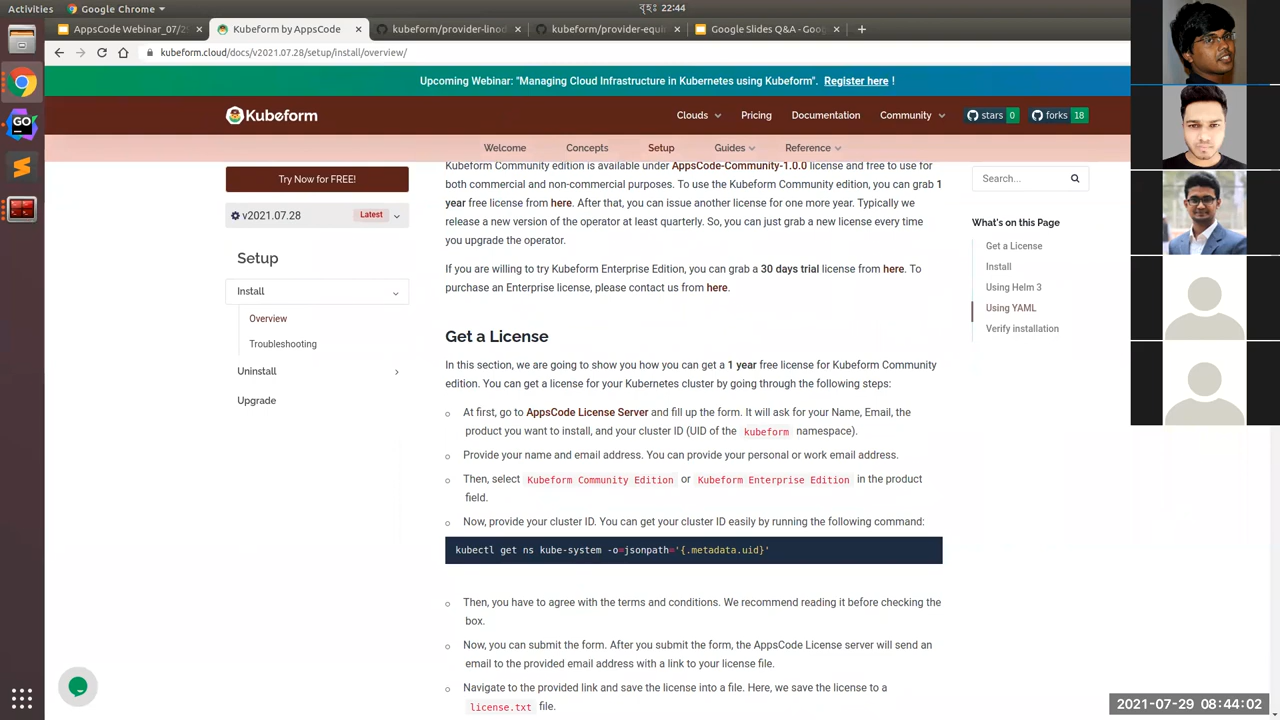 Activities
Google Chrome
বৃহঃ 22:44
AppsCode Webinar_07/2
Kubeform by AppsCode
kubeform/provider-linod
kubeform/provider-equi
Google Slides Q&A - Goog
kubeform.cloud/docs/v2021.07.28/setup/install/overview/
Upcoming Webinar: "Managing Cloud Infrastructure in Kubernetes using Kubeform". Register here !
Kubeform
Clouds
Pricing
Documentation
Community
stars 0
forks 18
Welcome
Concepts
Setup
Guides
Reference
Try Now for FREE!
v2021.07.28
Latest
Setup
Install
Overview
Troubleshooting
Uninstall
Upgrade
Kubeform Community edition is available under AppsCode-Community-1.0.0 license and free to use for
both commercial and non-commercial purposes. To use the Kubeform Community edition, you can grab 1
year free license from here. After that, you can issue another license for one more year. Typically we
release a new version of the operator at least quarterly. So, you can just grab a new license every time
you upgrade the operator.
If you are willing to try Kubeform Enterprise Edition, you can grab a 30 days trial license from here. To
purchase an Enterprise license, please contact us from here.
Get a License
In this section, we are going to show you how you can get a 1 year free license for Kubeform Community
edition. You can get a license for your Kubernetes cluster by going through the following steps:
At first, go to AppsCode License Server and fill up the form. It will ask for your Name, Email, the
product you want to install, and your cluster ID (UID of the kubeform namespace).
Provide your name and email address. You can provide your personal or work email address.
Then, select Kubeform Community Edition or Kubeform Enterprise Edition in the product
field.
Now, provide your cluster ID. You can get your cluster ID easily by running the following command:
kubectl get ns kube-system -o=jsonpath='{.metadata.uid}'
Then, you have to agree with the terms and conditions. We recommend reading it before checking the
box.
Now, you can submit the form. After you submit the form, the AppsCode License server will send an
email to the provided email address with a link to your license file.
Navigate to the provided link and save the license into a file. Here, we save the license to a
license.txt file.
Search...
What's on this Page
Get a License
Install
Using Helm 3
Using YAML
Verify installation
2021-07-29 08:44:02